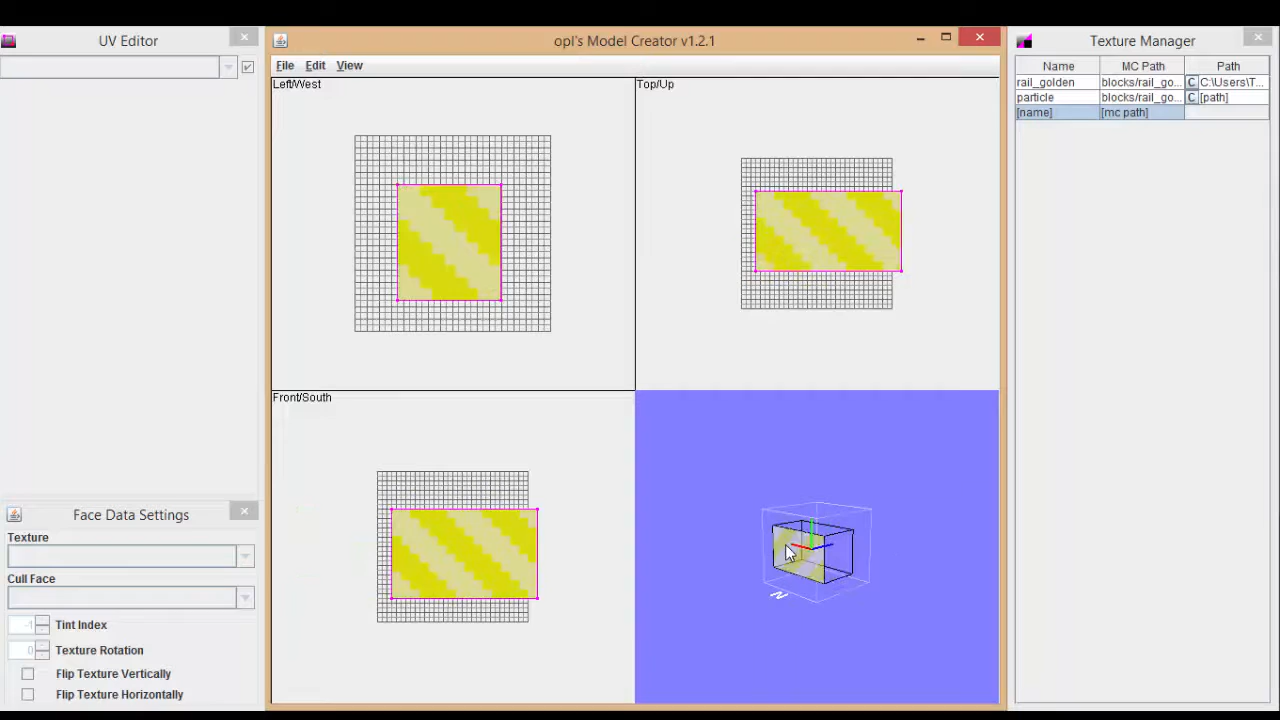 UV Editor
opl's Model Creator v1.2.1
Texture Manager
File Edit View
Name MC Path Path
rail_golden blocks/rail_go... C C:\Users\T...
particle blocks/rail_go... C [path]
[name] [mc path]
Left/West
Top/Up
Front/South
N
Face Data Settings
Texture
Cull Face
-1 Tint Index
0 Texture Rotation
Flip Texture Vertically
Flip Texture Horizontally